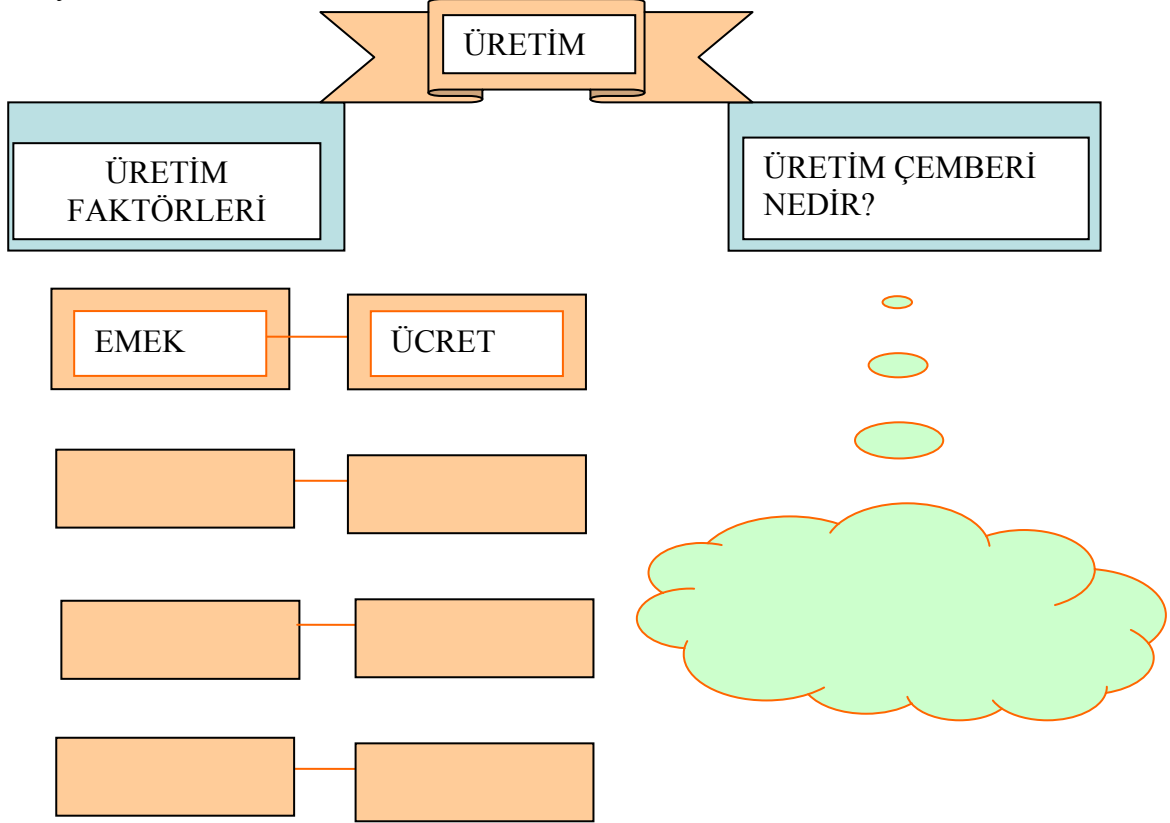 ÜRETİM
ÜRETİM
FAKTÖRLERİ
ÜRETİM ÇEMBERİ
NEDİR?
EMEK
ÜCRET